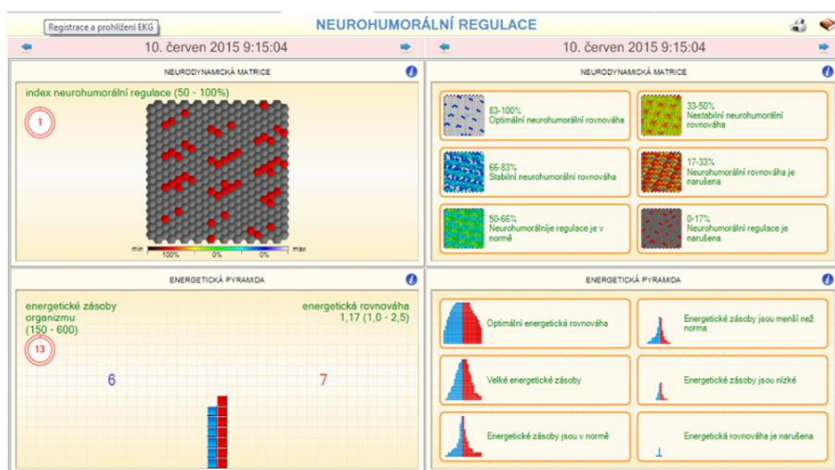 Registrace a prohlížení EKG
NEUROHUMORÁLNÍ REGULACE
10. červen 2015 9:15:04
10. červen 2015 9:15:04
NEURODYNAMICKÁ MATRICE
index neurohumorální regulace (50 - 100%)
1
min
max
100%
0%
0%
NEURODYNAMICKÁ MATRICE
83-100%
Optimální neurohumorální rovnováha
33-50%
Nestabilní neurohumorální
rovnováha
66-83%
Stabilní neurohumorální rovnováha
17-33%
Neurohumorální rovnováha je
narušena
50-66%
Neurohumorálníje regulace je v
normě
0-17%
Neurohumorální regulace je
narušena
ENERGETICKÁ PYRAMIDA
energetické zásoby
organizmu
(150 - 600)
13
energetická rovnováha
1,17 (1,0 - 2,5)
6
7
ENERGETICKÁ PYRAMIDA
Optimální energetická rovnováha
Energetické zásoby jsou menší než
norma
Velké energetické zásoby
Energetické zásoby jsou nízké
Energetické zásoby jsou v normě
Energetická rovnováha je narušena